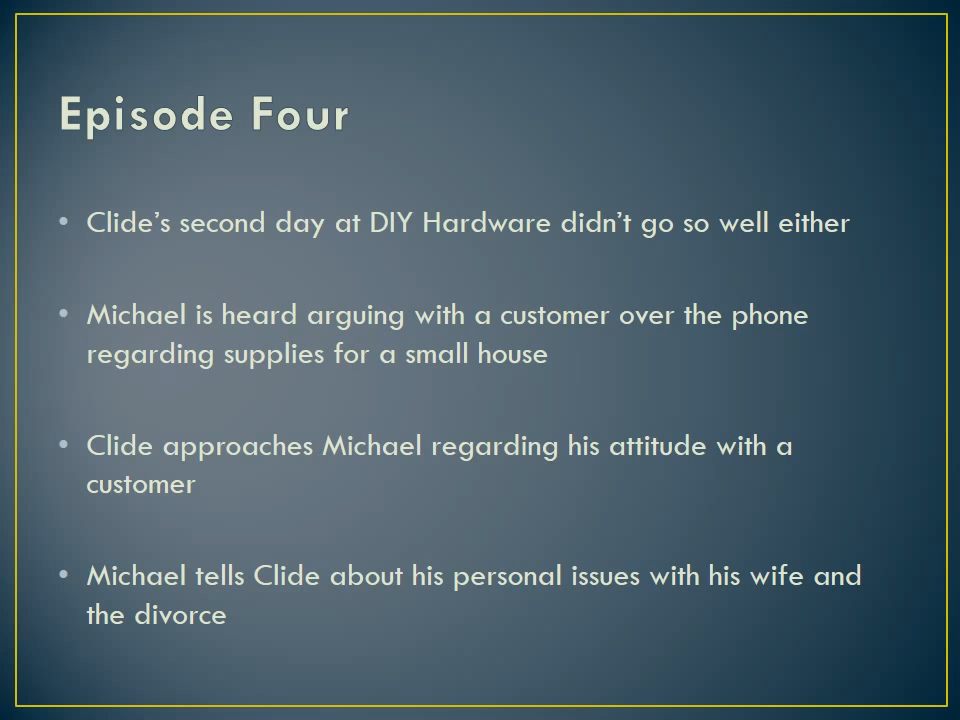 Episode Four
• Clide’s second day at DIY Hardware didn’t go so well either
• Michael is heard arguing with a customer over the phone
regarding supplies for a small house
• Clide approaches Michael regarding his attitude with a
customer
• Michael tells Clide about his personal issues with his wife and
the divorce